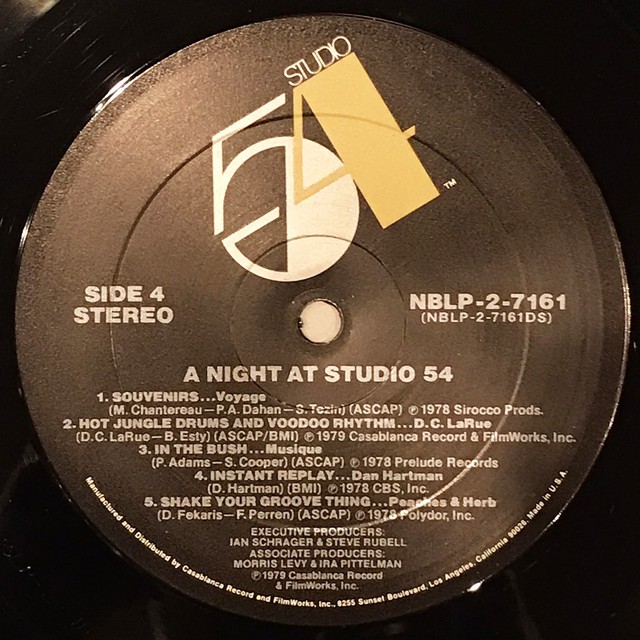 STUDIO
54
™
SIDE 4
STEREO
NBLP-2-7161
(NBLP-2-7161DS)
A NIGHT AT STUDIO 54
1. SOUVENIRS...Voyage
(M. Chantereau—P.A. Dahan—S. Tezin) (ASCAP) ℗ 1978 Sirocco Prods.
2. HOT JUNGLE DRUMS AND VOODOO RHYTHM...D.C. LaRue
(D.C. LaRue—B. Esty) (ASCAP/BMI) ℗ 1979 Casablanca Record & FilmWorks, Inc.
3. IN THE BUSH...Musique
(P. Adams—S. Cooper) (ASCAP) ℗ 1978 Prelude Records
4. INSTANT REPLAY...Dan Hartman
(D. Hartman) (BMI) ℗ 1978 CBS, Inc.
5. SHAKE YOUR GROOVE THING...Peaches & Herb
(D. Fekaris—F. Perren) (ASCAP) ℗ 1978 Polydor, Inc.
EXECUTIVE PRODUCERS:
IAN SCHRAGER & STEVE RUBELL
ASSOCIATE PRODUCERS:
MORRIS LEVY & IRA PITTELMAN
℗ 1979 Casablanca Record
& FilmWorks, Inc.
Manufactured and Distributed by Casablanca Record and FilmWorks, Inc., 8255 Sunset Boulevard, Los Angeles, California 90026. Made in U.S.A.